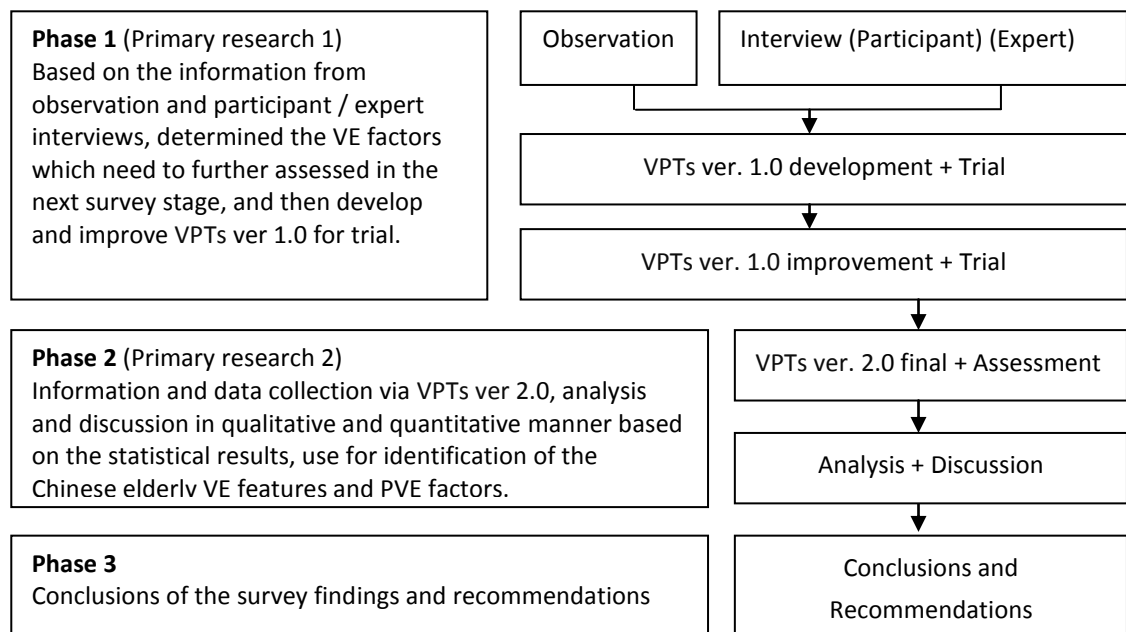 Phase 1 (Primary research 1)
Based on the information from
observation and participant / expert
interviews, determined the VE factors
which need to further assessed in the
next survey stage, and then develop
and improve VPTs ver 1.0 for trial.
Observation
Interview (Participant) (Expert)
VPTs ver. 1.0 development + Trial
VPTs ver. 1.0 improvement + Trial
Phase 2 (Primary research 2)
Information and data collection via VPTs ver 2.0, analysis
and discussion in qualitative and quantitative manner based
on the statistical results, use for identification of the
Chinese elderly VE features and PVE factors.
VPTs ver. 2.0 final + Assessment
Analysis + Discussion
Phase 3
Conclusions of the survey findings and recommendations
Conclusions and
Recommendations